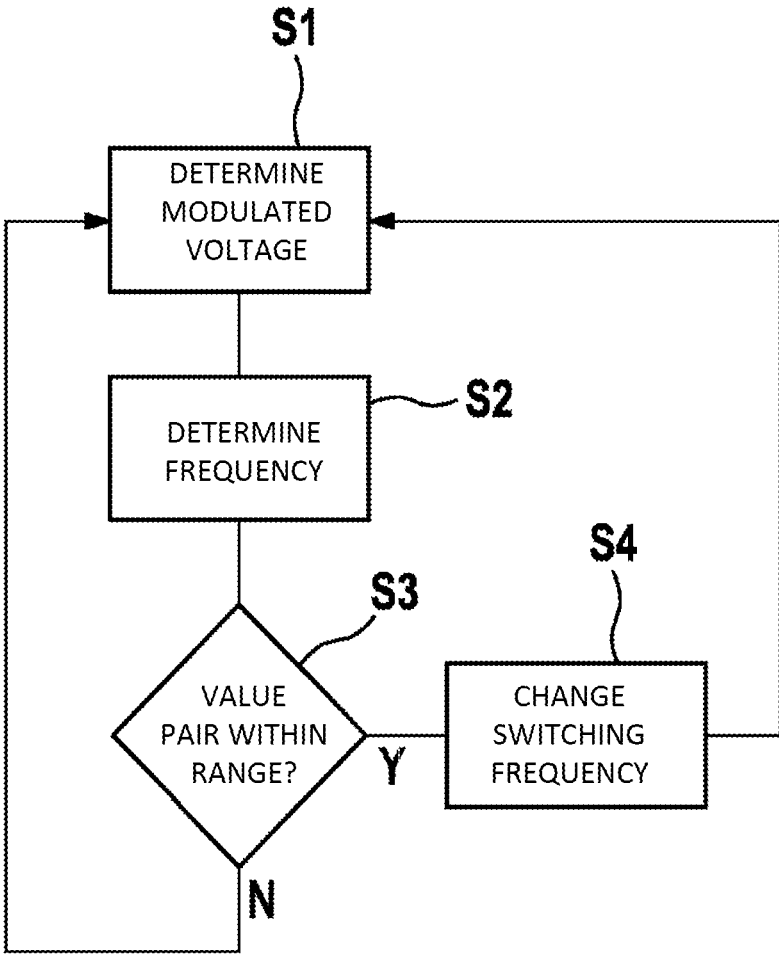 S1
DETERMINE
MODULATED
VOLTAGE
S2
DETERMINE
FREQUENCY
S3
S4
VALUE
PAIR WITHIN
RANGE?
Y
CHANGE
SWITCHING
FREQUENCY
N